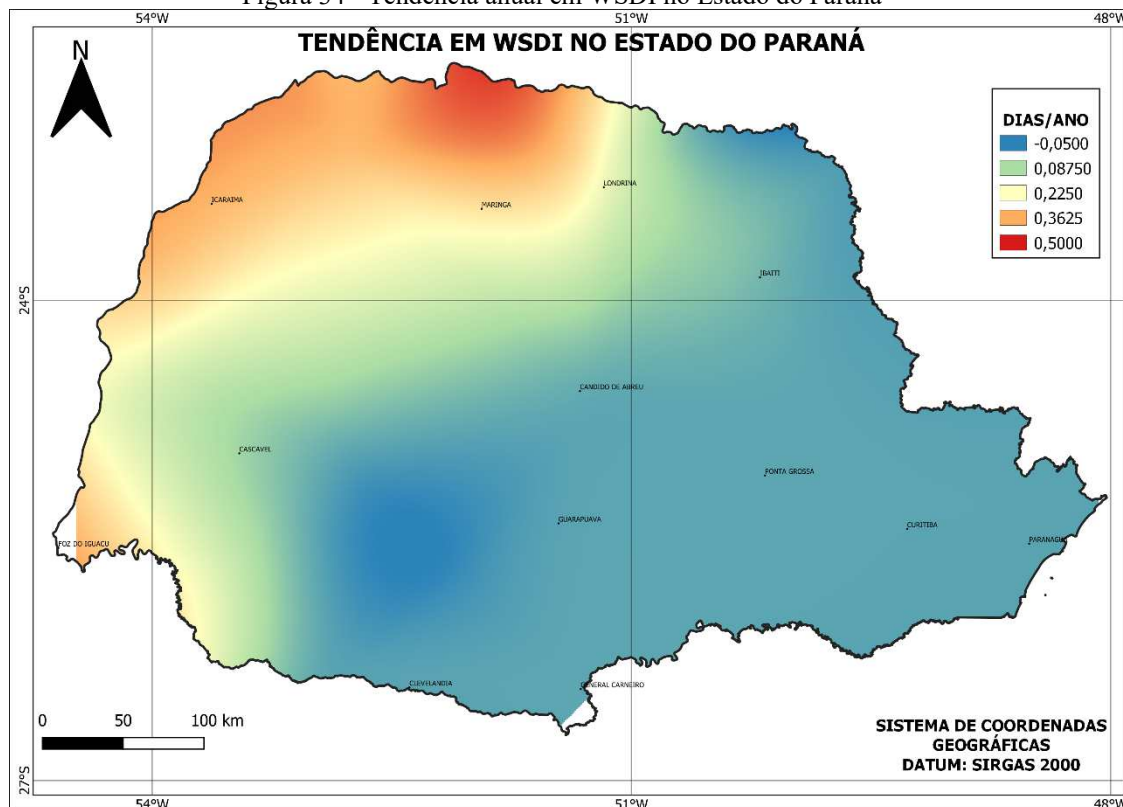 Figura 34 - Tendência anual em WSDI no Estado do Paraná
54°W
51°W
48°W
TENDÊNCIA EM WSDI NO ESTADO DO PARANÁ
N
DIAS/ANO
-0,0500
0,08750
0,2250
0,3625
0,5000
LONDRINA
ICARAIMA
MARINGA
IBAITI
24°S
CANDIDO DE ABREU
CASCAVEL
PONTA GROSSA
GUARAPUAVA
CURITIBA
FOZ DO IGUACU
PARANAGU
CLEVELANDIA
GENERAL CARNEIRO
0 50 100 km
SISTEMA DE COORDENADAS
GEOGRÁFICAS
DATUM: SIRGAS 2000
27°S
54°W
51°W
48°W